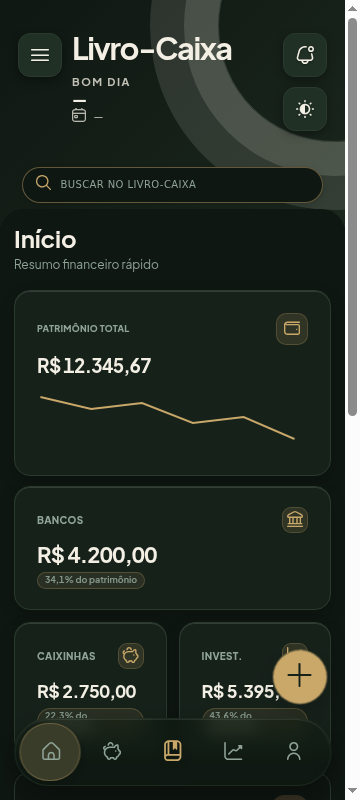 Livro-Caixa
BOM DIA
—
—
BUSCAR NO LIVRO-CAIXA
Início
Resumo financeiro rápido
PATRIMÔNIO TOTAL
R$ 12.345,67
BANCOS
R$ 4.200,00
34,1% do patrimônio
CAIXINHAS
INVEST.
R$ 2.750,00
R$ 5.395,
22,3% do
43,6% do